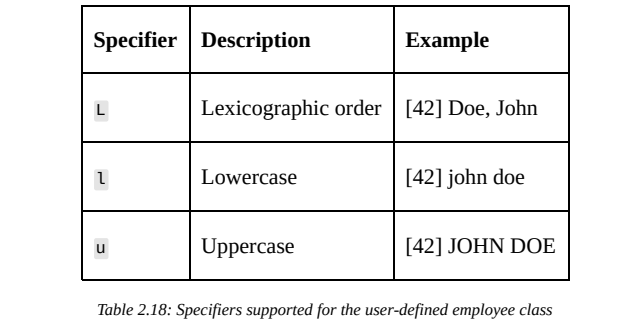 Specifier Description Example
L Lexicographic order [42] Doe, John
l Lowercase [42] john doe
u Uppercase [42] JOHN DOE
Table 2.18: Specifiers supported for the user-defined employee class